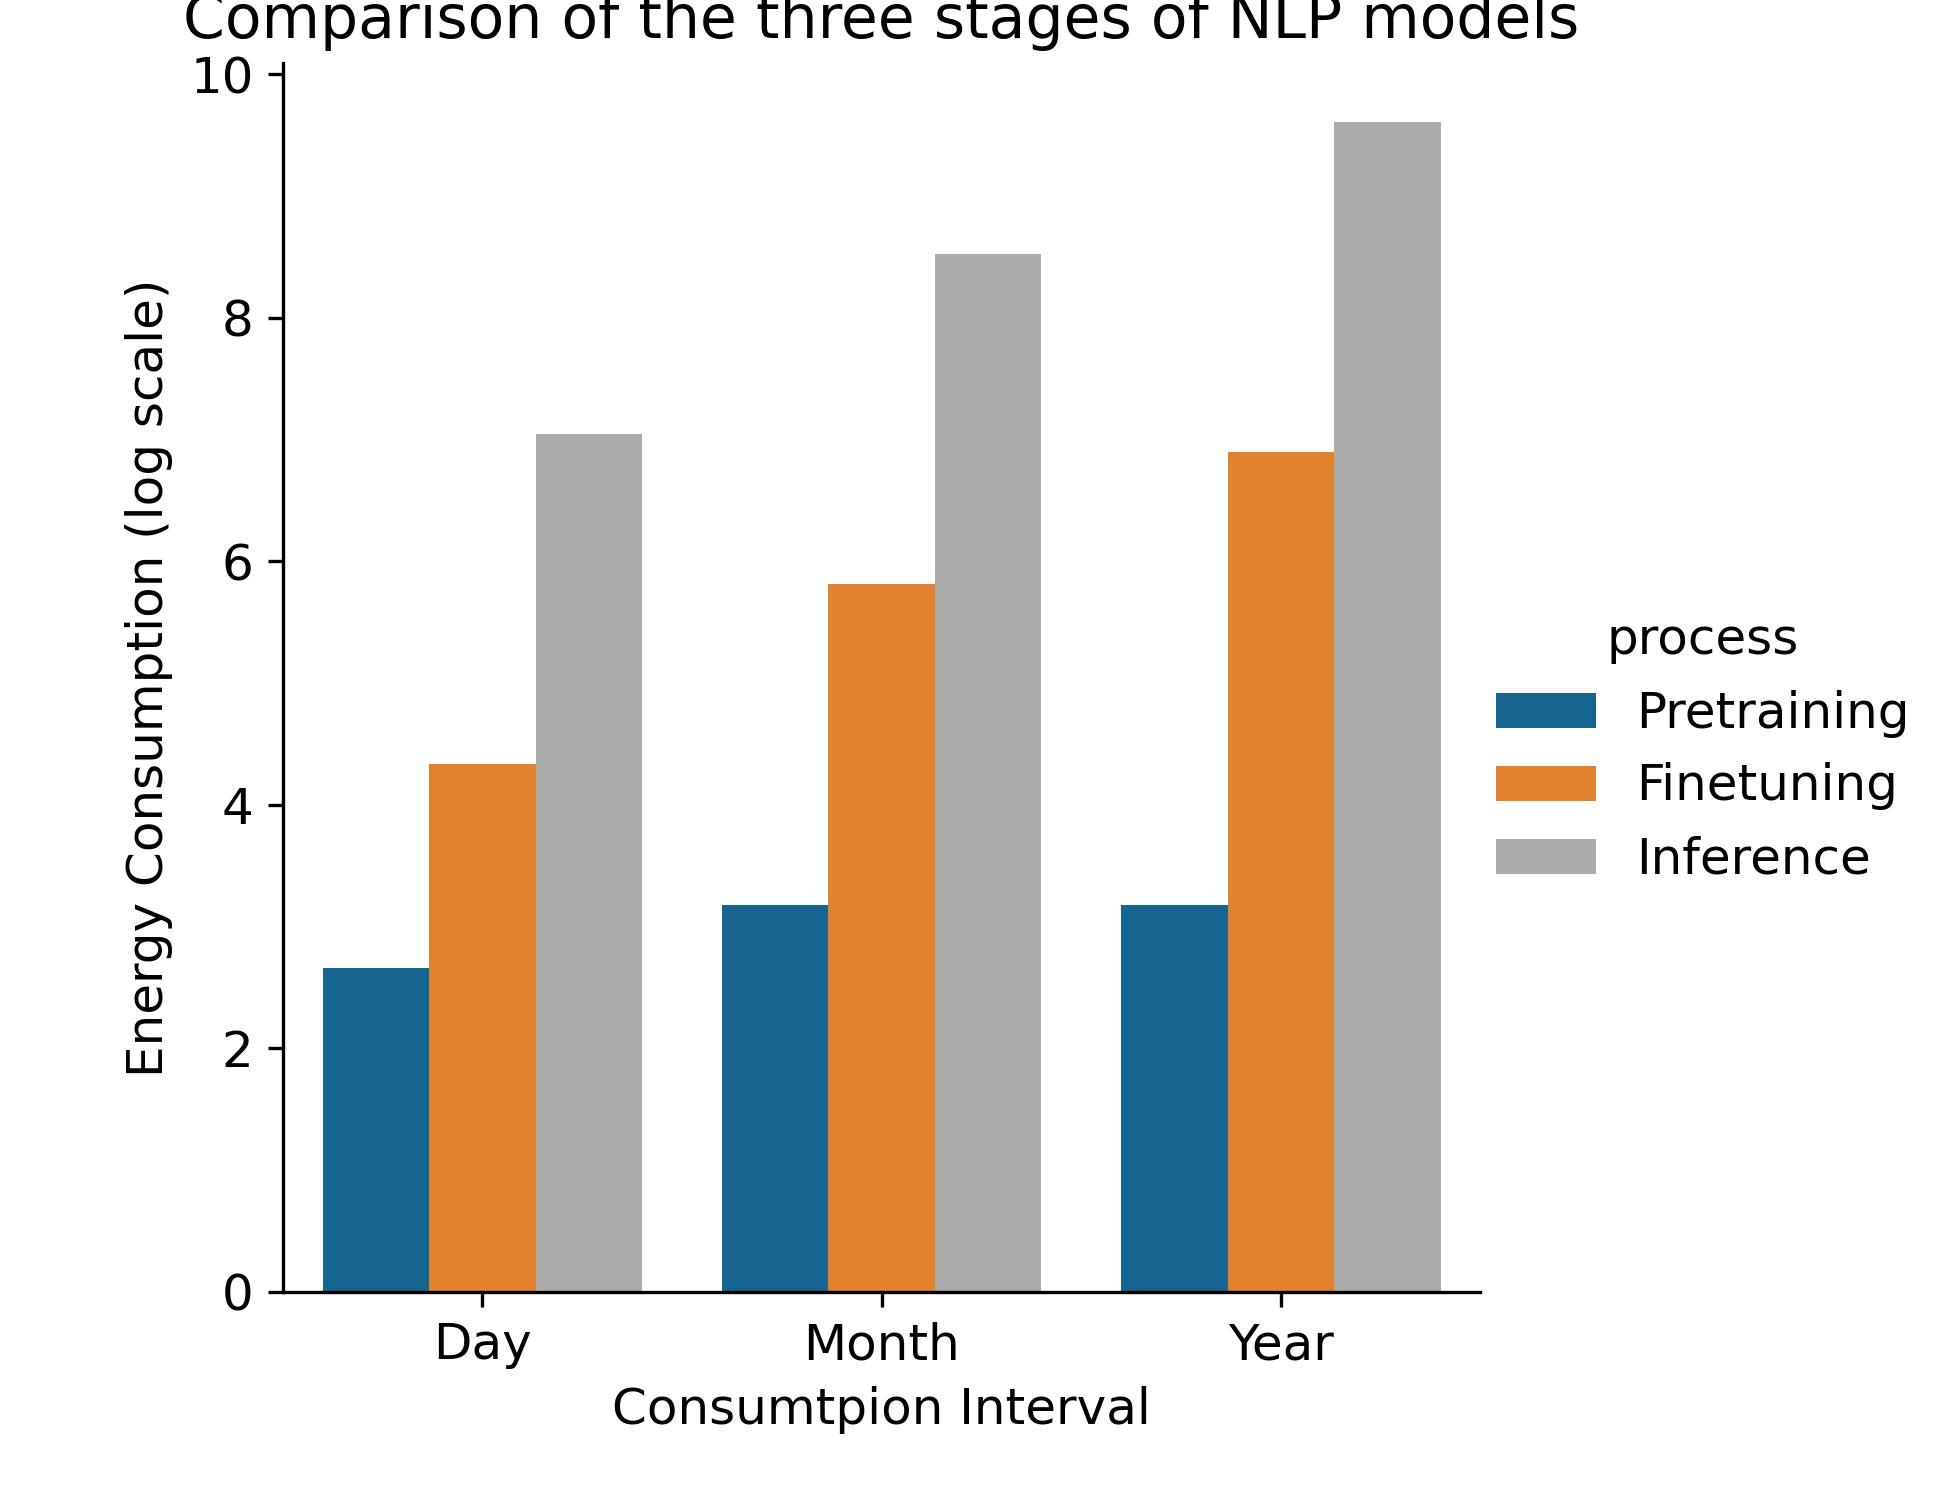 Comparison of the three stages of NLP models
10
8
6
4
2
0
Energy Consumption (log scale)
Day Month Year
Consumtpion Interval
process
Pretraining
Finetuning
Inference